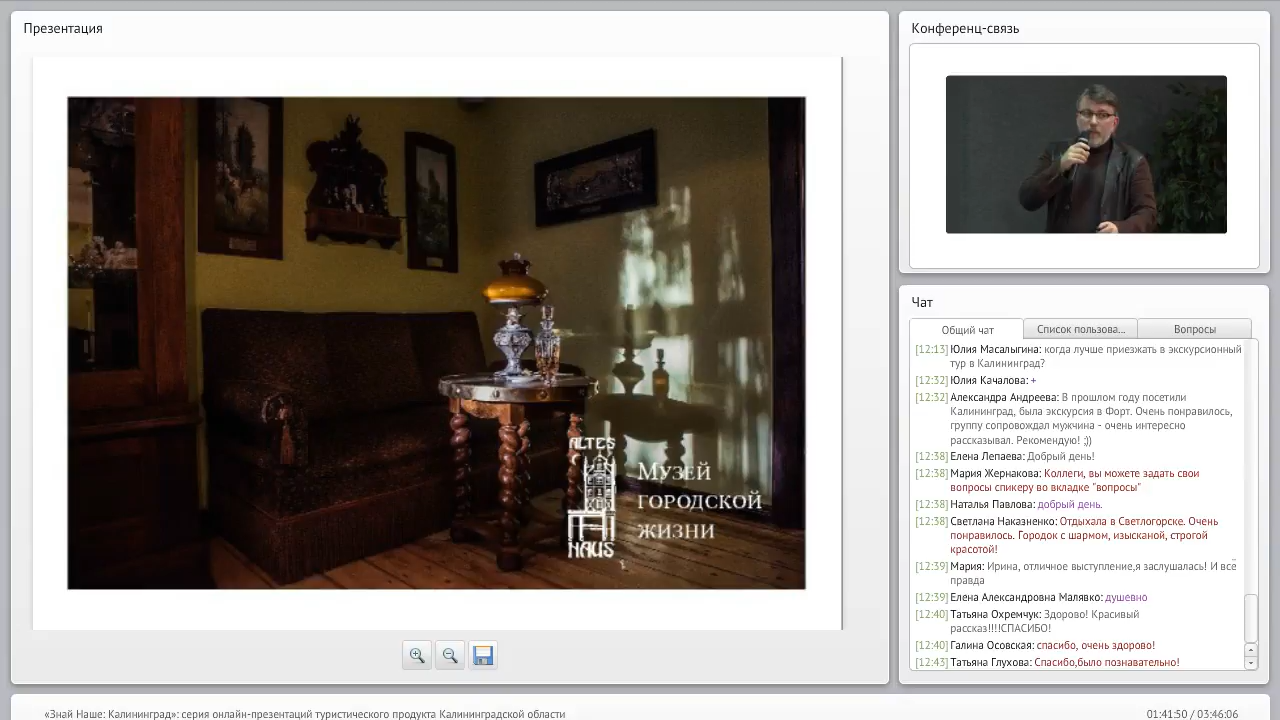 Презентация
ALTES
HAUS
Музей
городской
жизни
Конференц-связь
Чат
Общий чат
Список пользова...
Вопросы
[12:13] Юлия Масалыгина: когда лучше приезжать в экскурсионный
тур в Калининград?
[12:32] Юлия Качалова: +
[12:32] Александра Андреева: В прошлом году посетили
Калининград, была экскурсия в Форт. Очень понравилось,
группу сопровождал мужчина - очень интересно
рассказывал. Рекомендую! ;))
[12:38] Елена Лепаева: Добрый день!
[12:38] Мария Жернакова: Коллеги, вы можете задать свои
вопросы спикеру во вкладке "вопросы"
[12:38] Наталья Павлова: добрый день.
[12:38] Светлана Наказненко: Отдыхала в Светлогорске. Очень
понравилось. Городок с шармом, изысканой, строгой
красотой!
[12:39] Мария: Ирина, отличное выступление,я заслушалась! И всё
правда
[12:39] Елена Александровна Малявко: душевно
[12:40] Татьяна Охремчук: Здорово! Красивый
рассказ!!!!СПАСИБО!
[12:40] Галина Осовская: спасибо, очень здорово!
[12:43] Татьяна Глухова: Спасибо,было познавательно!
«Знай Наше: Калининград»: серия онлайн-презентаций туристического продукта Калининградской области
01:41:50 / 03:46:06